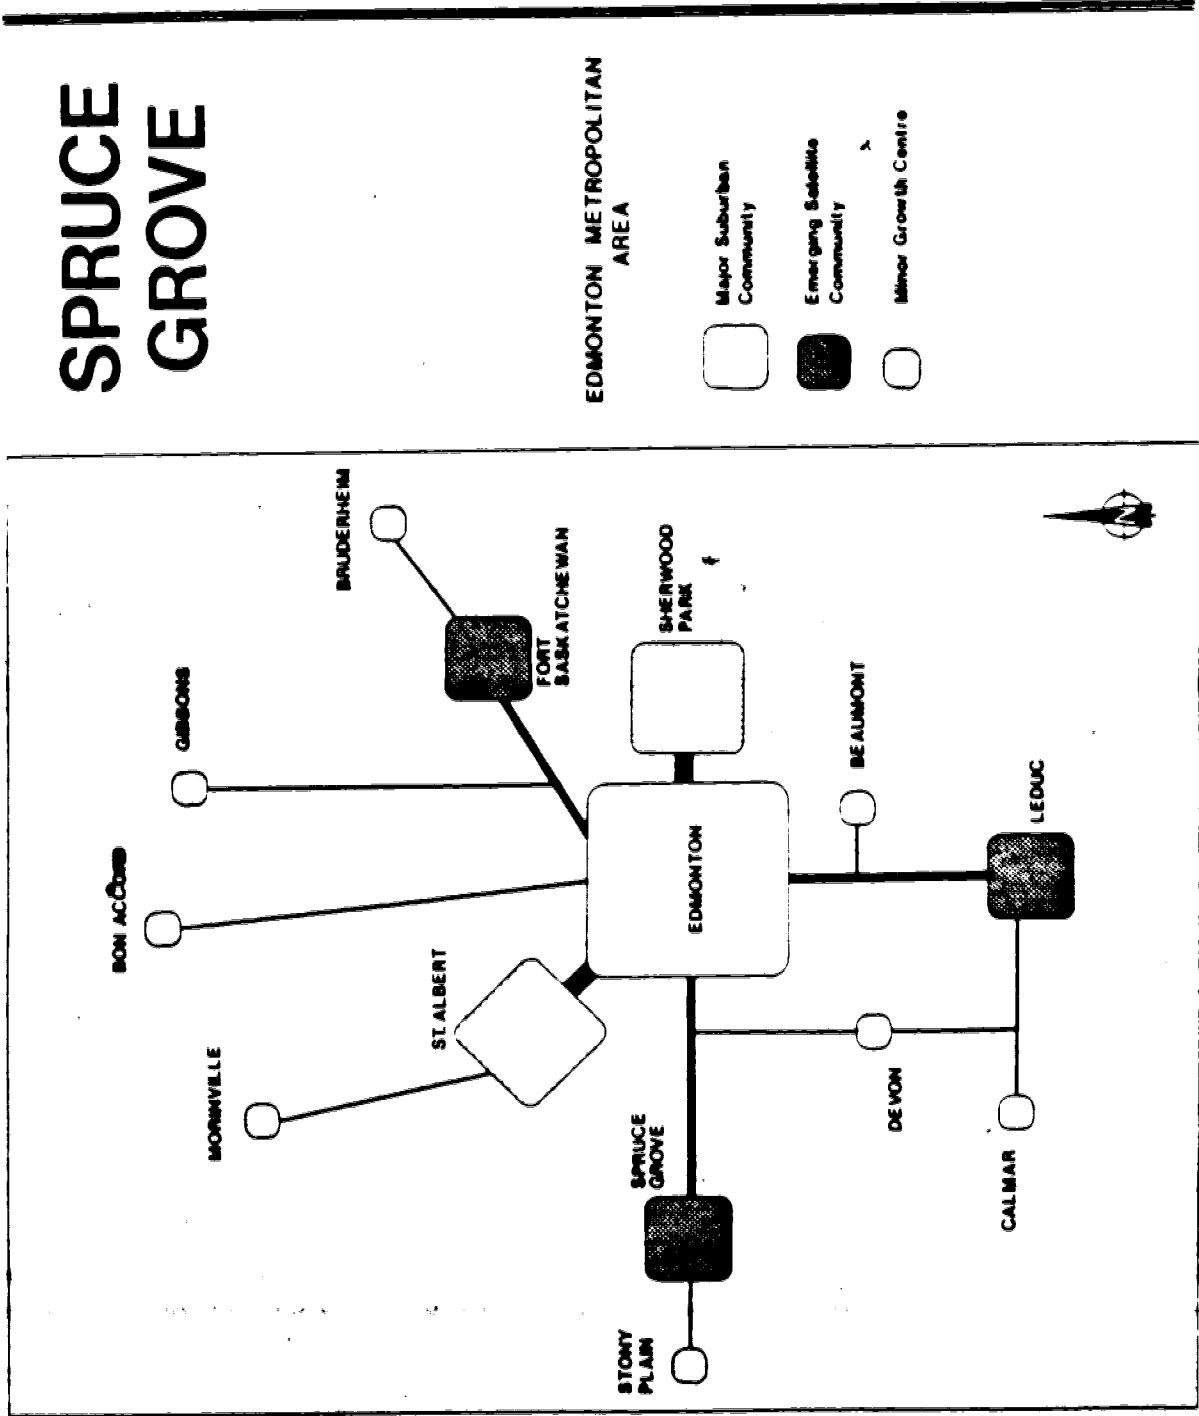 SPRUCE
GROVE
EDMONTON METROPOLITAN
AREA
Major Suburban
Community
Emerging Satellite
Community
Minor Growth Centre
BRUDERHEIM
GIBBONS
FORT
SASKATCHEWAN
SHERWOOD
PARK
BON ACCORD
BEAUMONT
EDMONTON
LEDUC
ST. ALBERT
MORINVILLE
SPRUCE
GROVE
DEVON
CALMAR
STONY
PLAIN
N